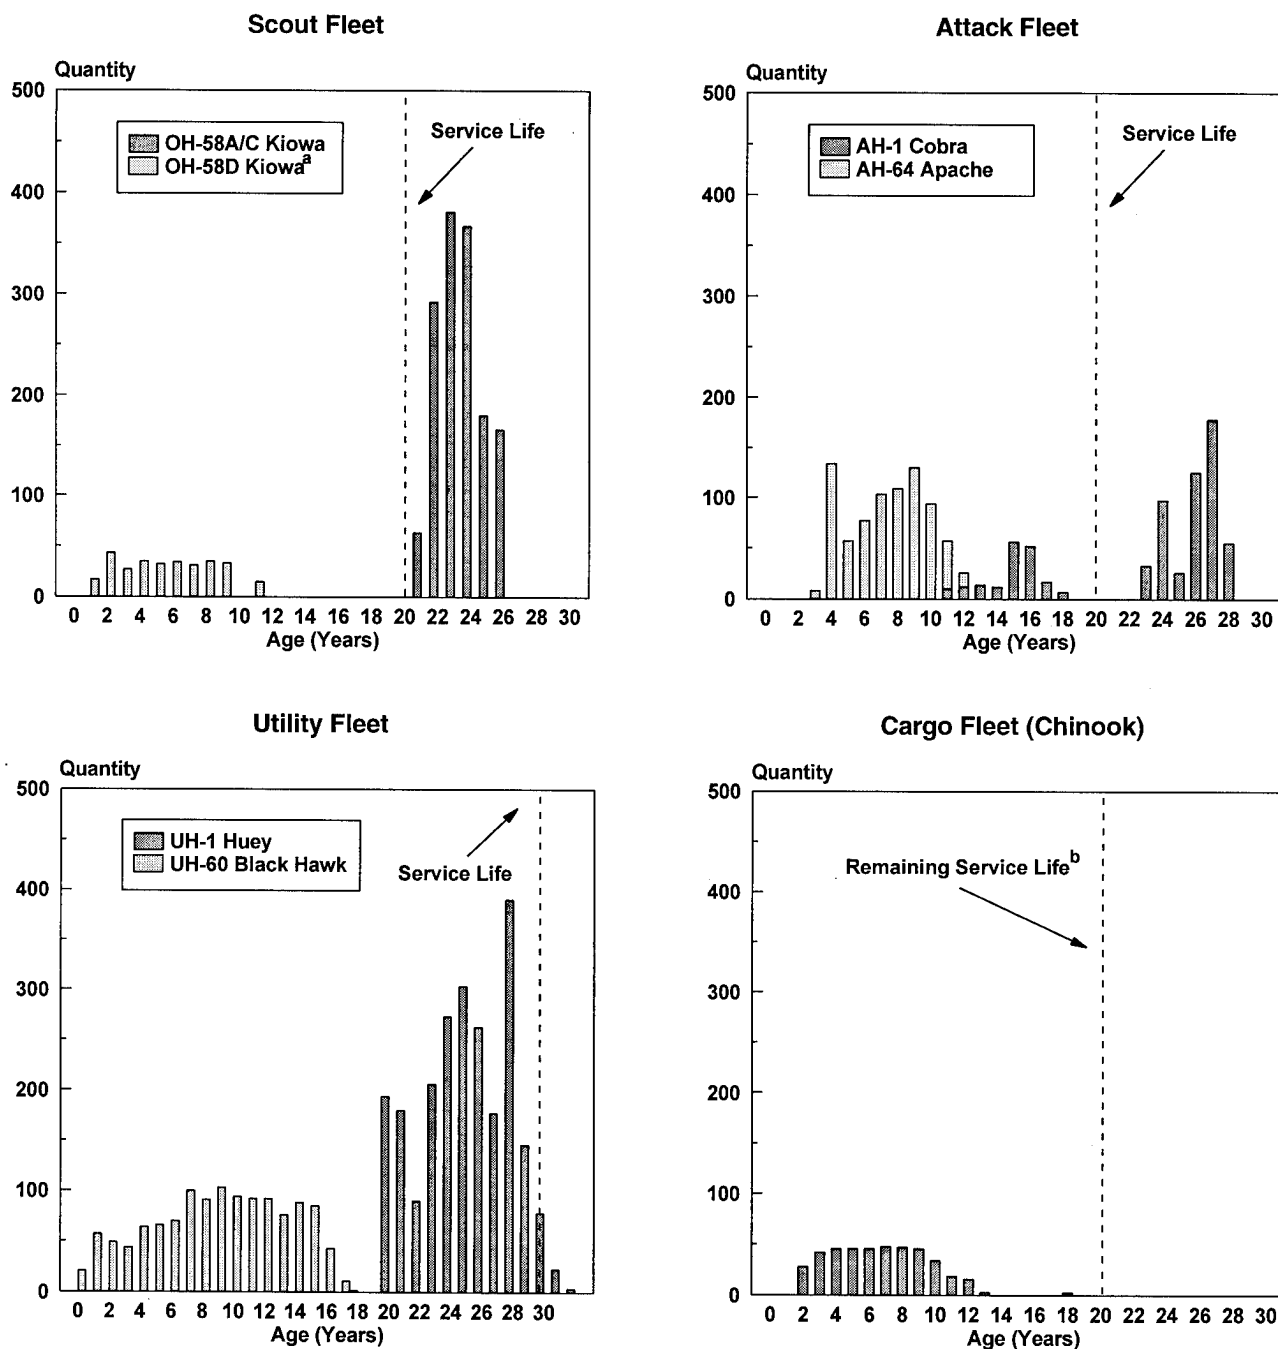 Scout Fleet
Quantity
500
400
300
200
100
0
OH-58A/C Kiowa
OH-58D Kiowa a
Service Life
0 2 4 6 8 10 12 14 16 18 20 22 24 26 28 30
Age (Years)
Attack Fleet
Quantity
500
400
300
200
100
0
AH-1 Cobra
AH-64 Apache
Service Life
0 2 4 6 8 10 12 14 16 18 20 22 24 26 28 30
Age (Years)
Utility Fleet
Quantity
500
400
300
200
100
0
UH-1 Huey
UH-60 Black Hawk
Service Life
0 2 4 6 8 10 12 14 16 18 20 22 24 26 28 30
Age (Years)
Cargo Fleet (Chinook)
Quantity
500
400
300
200
100
0
Remaining Service Life b
0 2 4 6 8 10 12 14 16 18 20 22 24 26 28 30
Age (Years)